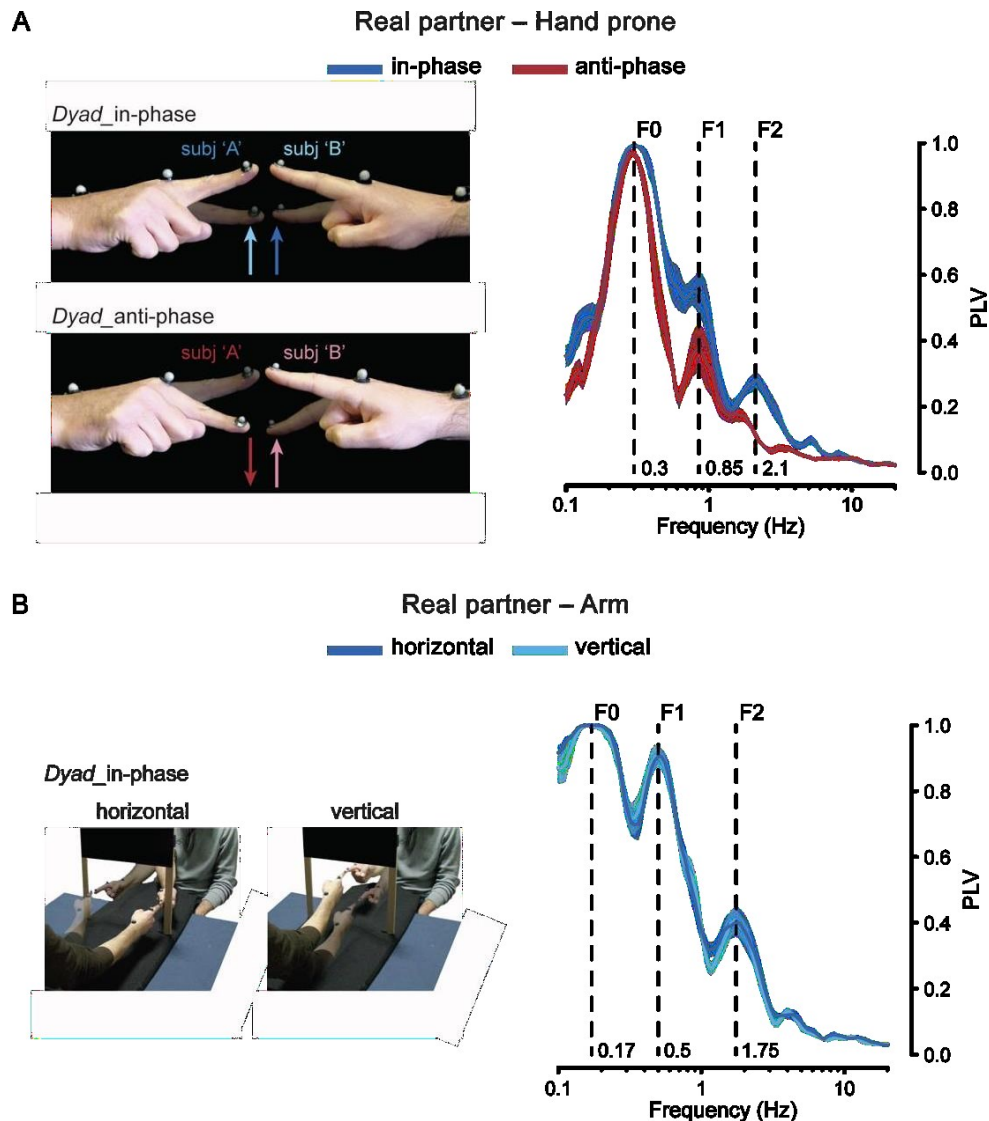 A
Real partner – Hand prone
in-phase anti-phase
Dyad_in-phase
subj 'A' subj 'B'
Dyad_anti-phase
subj 'A' subj 'B'
F0 F1 F2
1.0
0.8
0.6
0.4
0.2
0.0
PLV
0.3 0.85 2.1
0.1 1 10
Frequency (Hz)
B
Real partner – Arm
horizontal vertical
Dyad_in-phase
horizontal vertical
F0 F1 F2
1.0
0.8
0.6
0.4
0.2
0.0
PLV
0.17 0.5 1.75
0.1 1 10
Frequency (Hz)